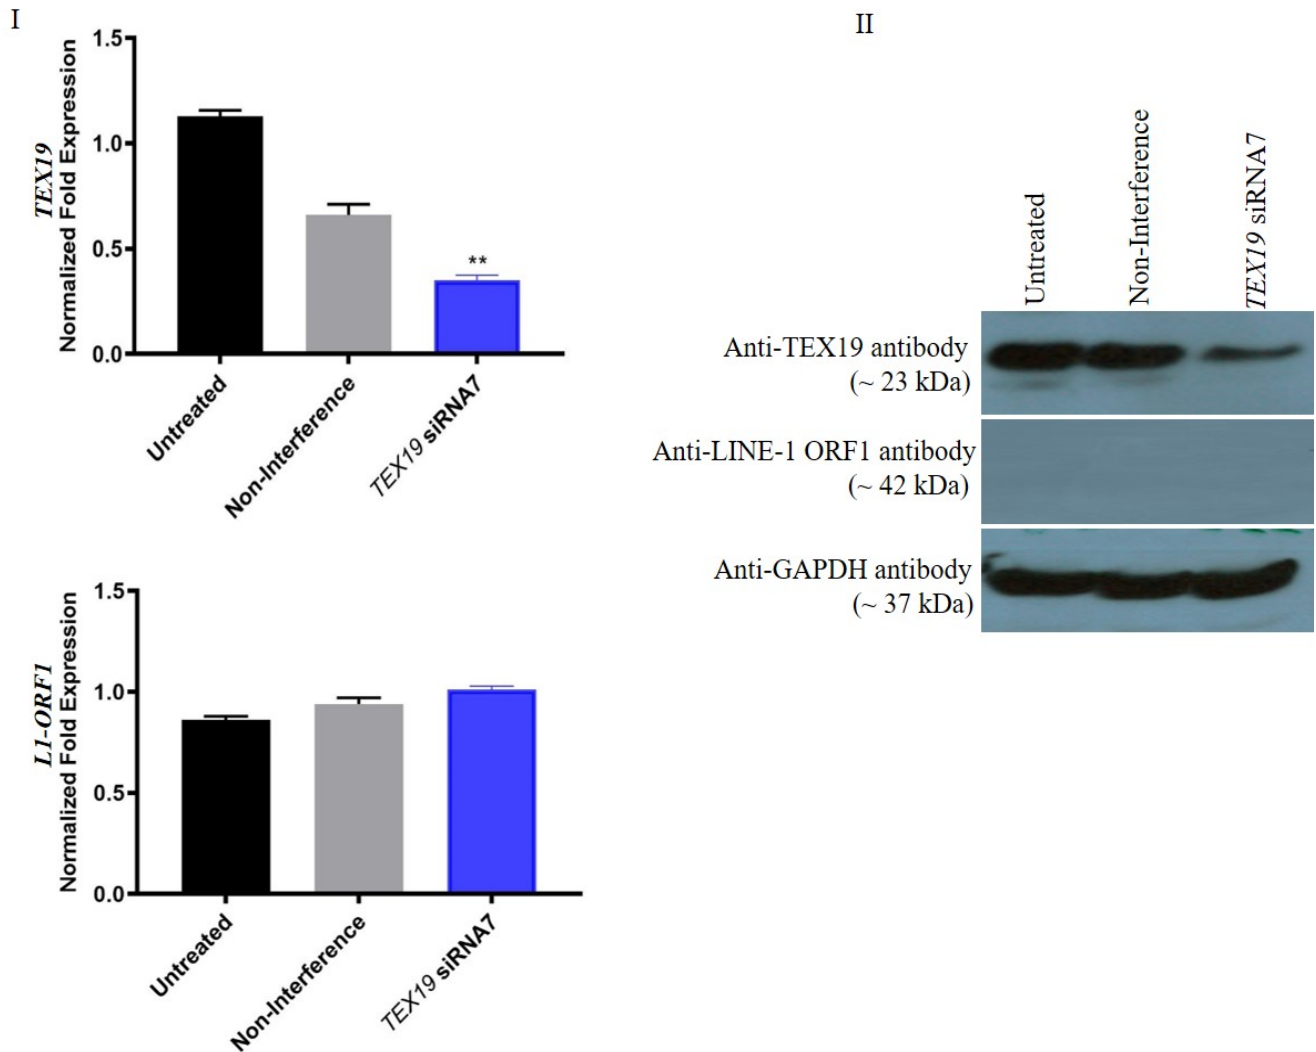 I
TEX19
Normalized Fold Expression
1.5
1.0
0.5
0.0
**
Untreated
Non-Interference
TEX19 siRNA7
L1-ORF1
Normalized Fold Expression
1.5
1.0
0.5
0.0
Untreated
Non-Interference
TEX19 siRNA7
II
Untreated
Non-Interference
TEX19 siRNA7
Anti-TEX19 antibody
(~ 23 kDa)
Anti-LINE-1 ORF1 antibody
(~ 42 kDa)
Anti-GAPDH antibody
(~ 37 kDa)